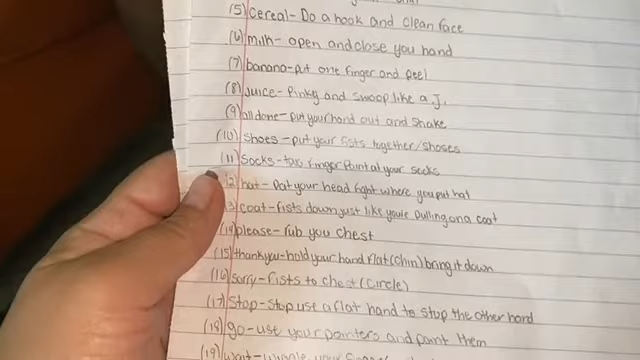 (5) cereal- Do a hook and clean face
(6) milk- open and close you hand
(7) banana-put one finger and peel
(8) Juice- Pinky and swoop like a J.
(9) all done- put your hand out and shake
(10) shoes - put your fists together/shoses
(11) Socks- two finger Point at your socks
(12) hat- Pat your head right where you put hat
(13) coat-fists down just like you're pulling on a coat
(14) please- rub you chest
(15) thank you-hold your hand flat (chin) bring it down
(16) sorry- fists to chest (circle)
(17) Stop-stop use a flat hand to stop the other hand
(18) go- use your pointers and point them
(19) wait-